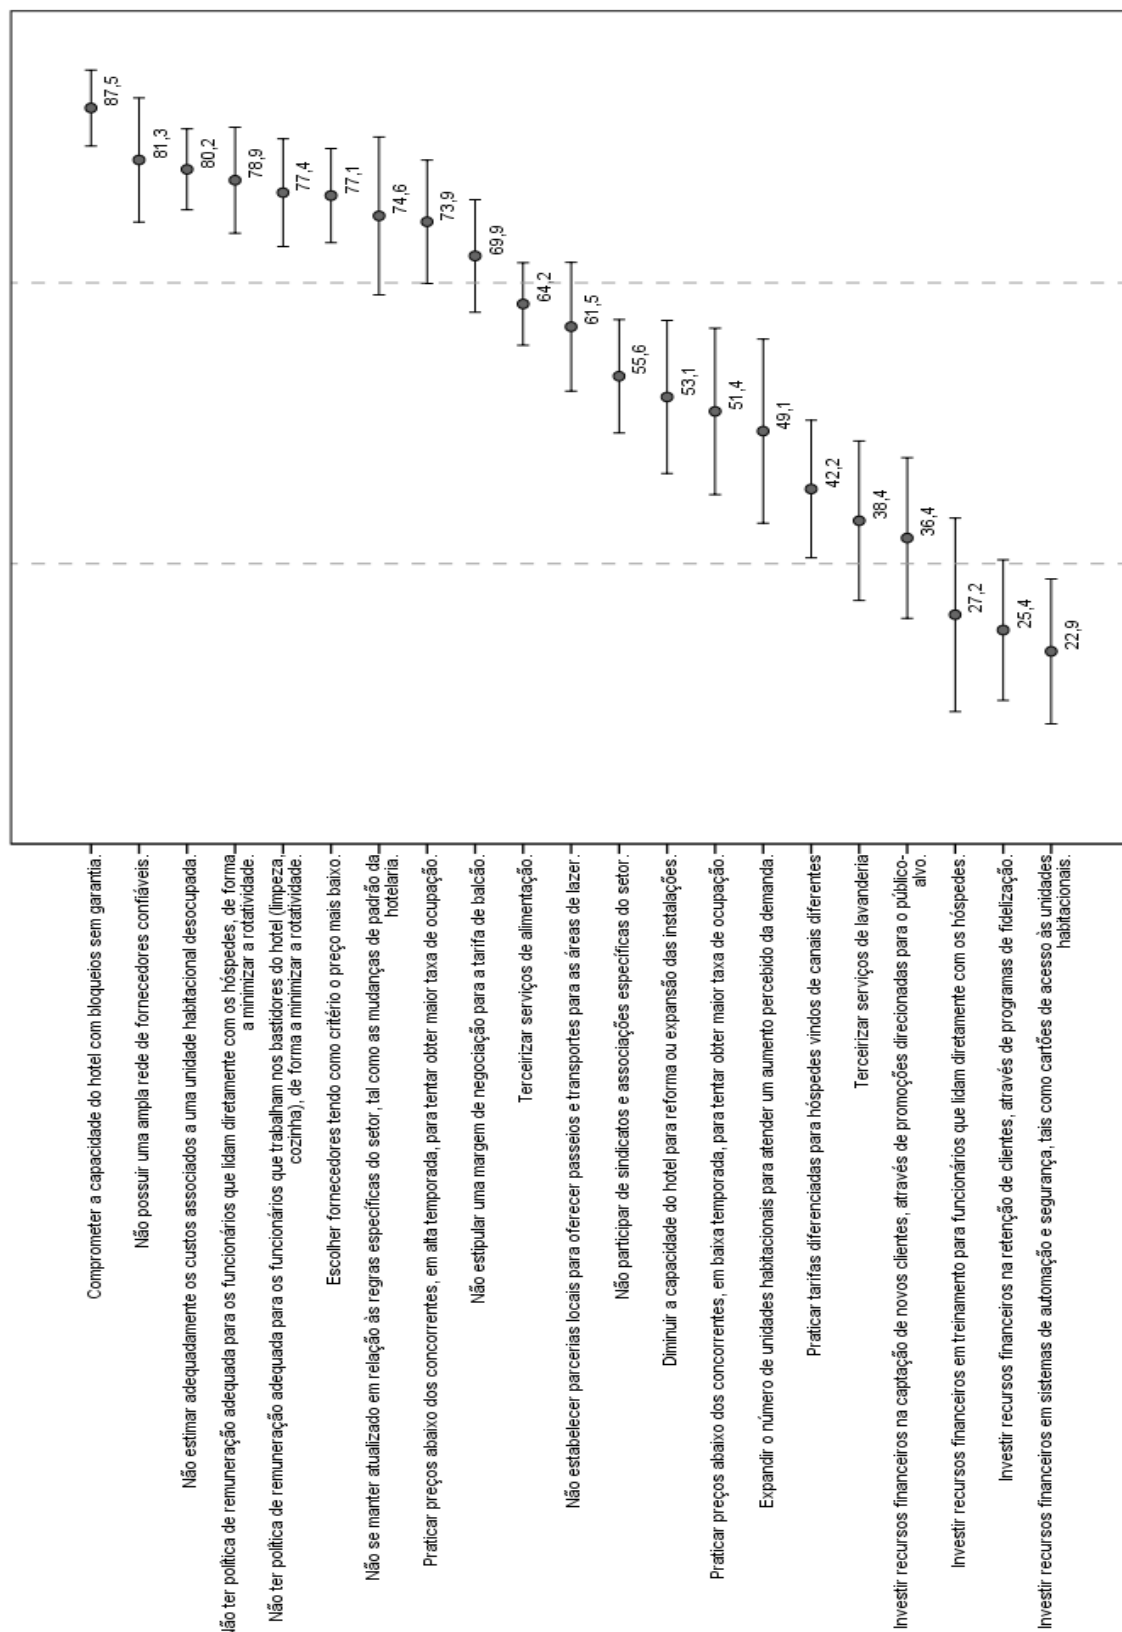 87,5
81,3
80,2
78,9
77,4
77,1
74,6
73,9
69,9
64,2
61,5
55,6
53,1
51,4
49,1
42,2
38,4
36,4
27,2
25,4
22,9
Comprometer a capacidade do hotel com bloqueios sem garantia.
Não possuir uma ampla rede de fornecedores confiáveis.
Não estimar adequadamente os custos associados a uma unidade habitacional desocupada.
Não ter política de remuneração adequada para os funcionários que lidam diretamente com os hóspedes, de forma
a minimizar a rotatividade.
Não ter política de remuneração adequada para os funcionários que trabalham nos bastidores do hotel (limpeza,
cozinha), de forma a minimizar a rotatividade.
Escolher fornecedores tendo como critério o preço mais baixo.
Não se manter atualizado em relação às regras específicas do setor, tal como as mudanças de padrão da
hotelaria.
Praticar preços abaixo dos concorrentes, em alta temporada, para tentar obter maior taxa de ocupação.
Não estipular uma margem de negociação para a tarifa de balcão.
Terceirizar serviços de alimentação.
Não estabelecer parcerias locais para oferecer passeios e transportes para as áreas de lazer.
Não participar de sindicatos e associações específicas do setor.
Diminuir a capacidade do hotel para reforma ou expansão das instalações.
Praticar preços abaixo dos concorrentes, em baixa temporada, para tentar obter maior taxa de ocupação.
Expandir o número de unidades habitacionais para atender um aumento percebido da demanda.
Praticar tarifas diferenciadas para hóspedes vindos de canais diferentes
Terceirizar serviços de lavanderia
Investir recursos financeiros na captação de novos clientes, através de promoções direcionadas para o público-
alvo.
Investir recursos financeiros em treinamento para funcionários que lidam diretamente com os hóspedes.
Investir recursos financeiros na retenção de clientes, através de programas de fidelização.
Investir recursos financeiros em sistemas de automação e segurança, tais como cartões de acesso às unidades
habitacionais.